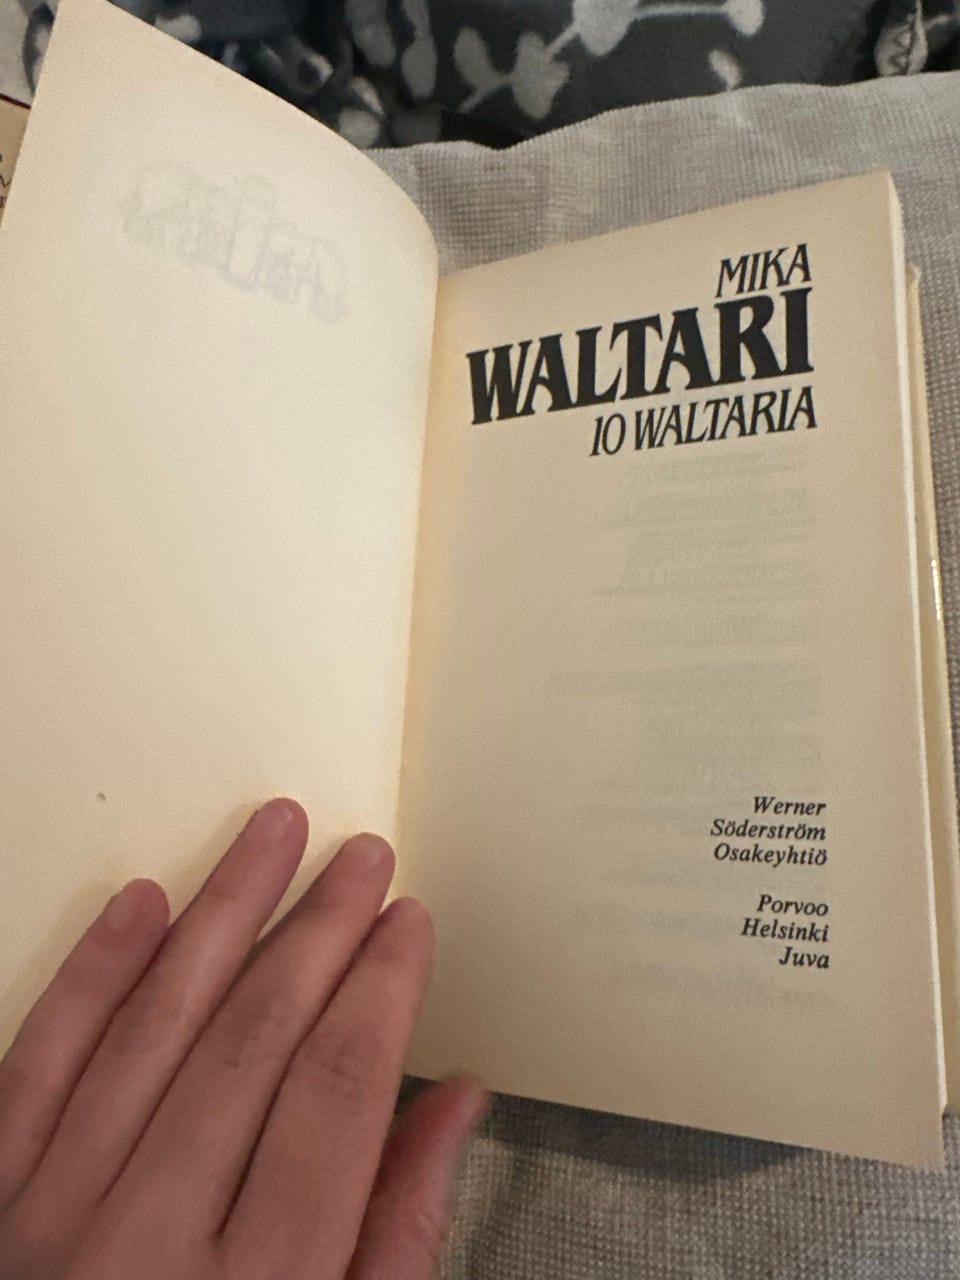 MIKA
WALTARI
10 WALTARIA
Werner
Söderström
Osakeyhtiö
Porvoo
Helsinki
Juva